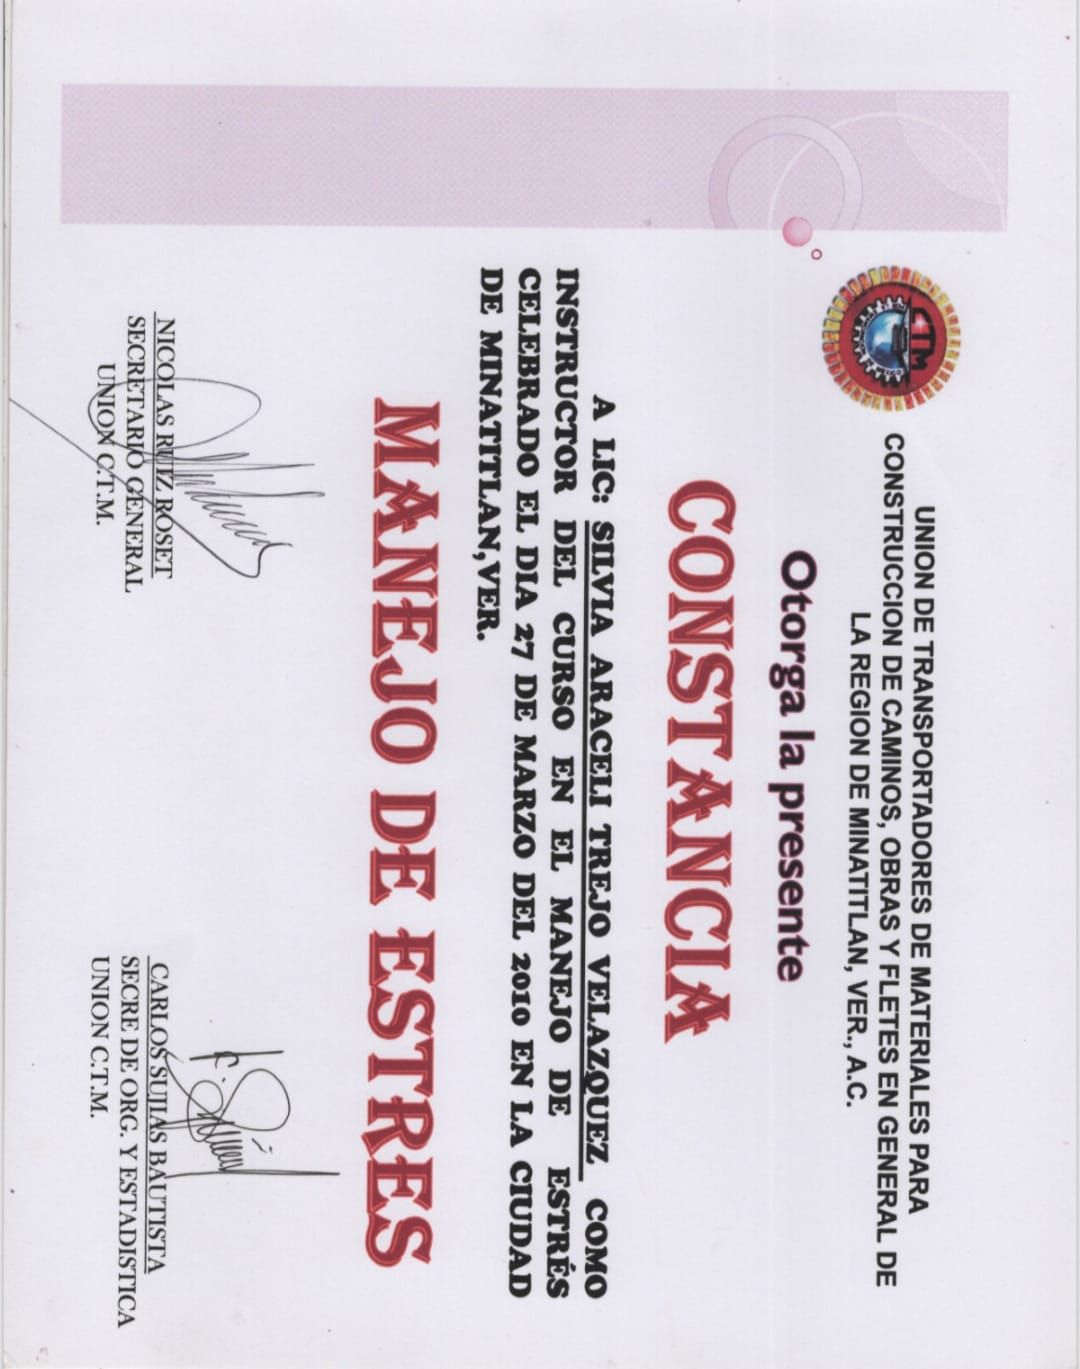 CTM
UNION DE TRANSPORTADORES DE MATERIALES PARA
CONSTRUCCION DE CAMINOS, OBRAS Y FLETES EN GENERAL DE
LA REGION DE MINATITLAN, VER., A.C.
Otorga la presente
CONSTANCIA
A LIC: SILVIA ARACELI TREJO VELAZQUEZ COMO
INSTRUCTOR DEL CURSO EN EL MANEJO DE ESTRÉS
CELEBRADO EL DIA 27 DE MARZO DEL 2010 EN LA CIUDAD
DE MINATITLAN,VER.
MANEJO DE ESTRES
NICOLAS RUIZ ROSET
SECRETARIO GENERAL
UNION C.T.M.
CARLOS SUJIAS BAUTISTA
SECRE DE ORG. Y ESTADISTICA
UNION C.T.M.